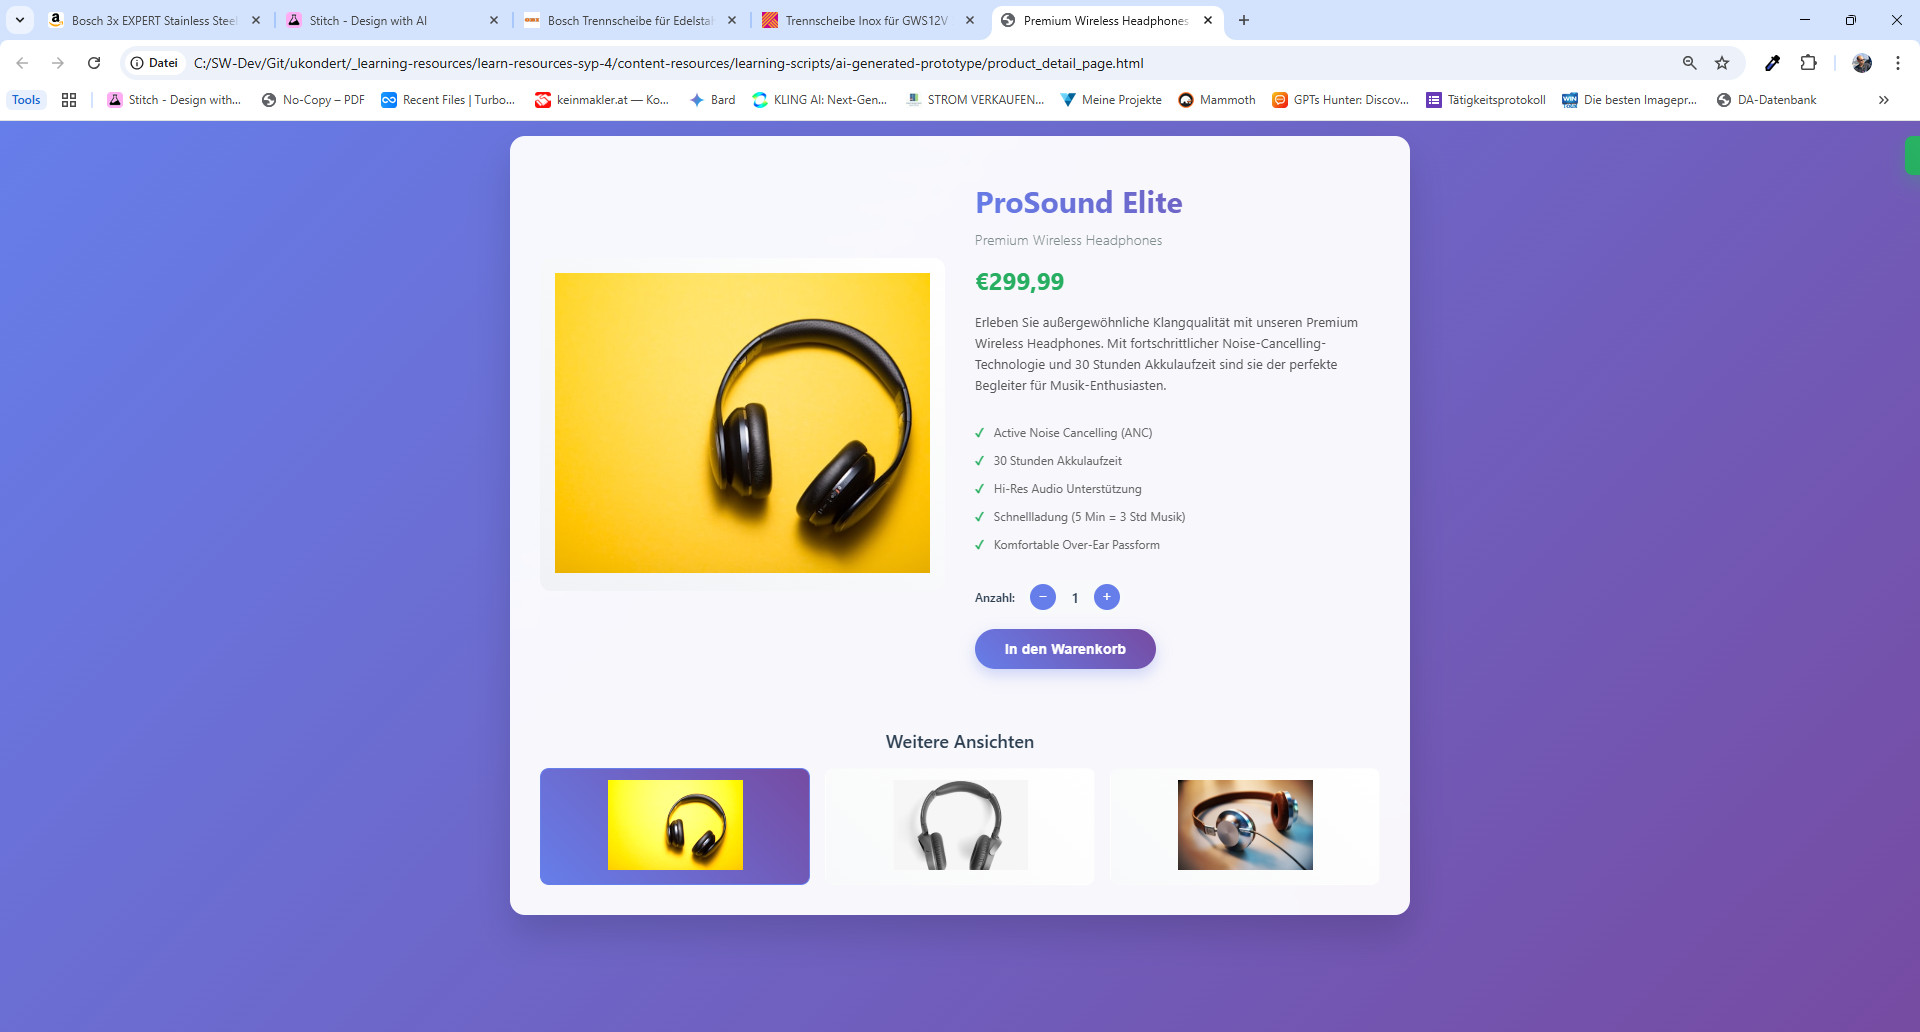 Bosch 3x EXPERT Stainless Steel
Stitch - Design with AI
Bosch Trennscheibe für Edelstal
Trennscheibe Inox für GWS12V
Premium Wireless Headphones
Datei
C:/SW-Dev/Git/ukondert/_learning-resources/learn-resources-syp-4/content-resources/learning-scripts/ai-generated-prototype/product_detail_page.html
Tools
Stitch - Design with...
No-Copy – PDF
Recent Files | Turbo...
keinmakler.at — Ko...
Bard
KLING AI: Next-Gen...
STROM VERKAUFEN...
Meine Projekte
Mammoth
GPTs Hunter: Discov...
Tätigkeitsprotokoll
Die besten Imagepr...
DA-Datenbank
ProSound Elite
Premium Wireless Headphones
€299,99
Erleben Sie außergewöhnliche Klangqualität mit unseren Premium
Wireless Headphones. Mit fortschrittlicher Noise-Cancelling-
Technologie und 30 Stunden Akkulaufzeit sind sie der perfekte
Begleiter für Musik-Enthusiasten.
✓ Active Noise Cancelling (ANC)
✓ 30 Stunden Akkulaufzeit
✓ Hi-Res Audio Unterstützung
✓ Schnellladung (5 Min = 3 Std Musik)
✓ Komfortable Over-Ear Passform
Anzahl: − 1 +
In den Warenkorb
Weitere Ansichten